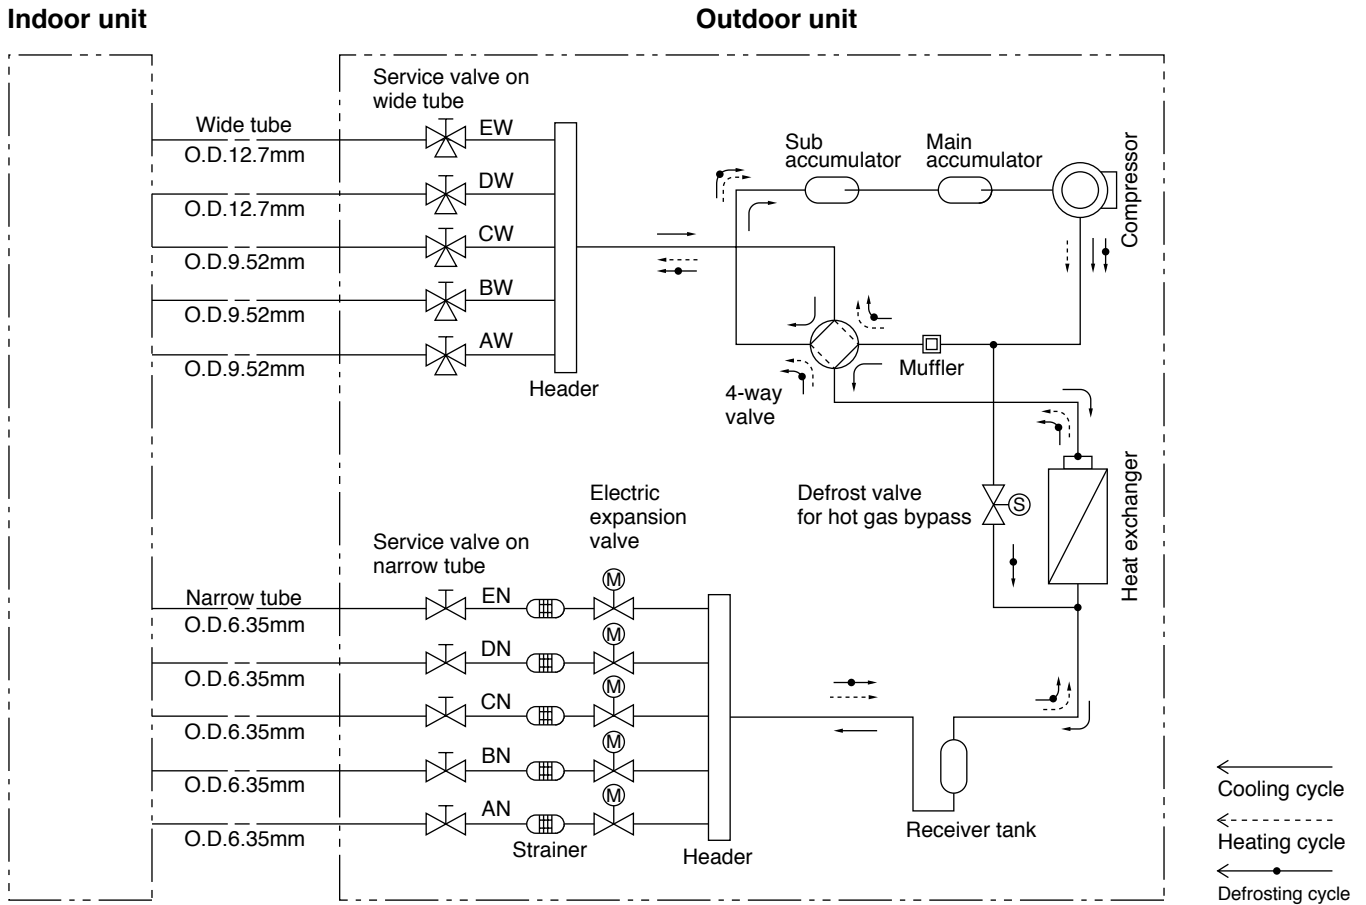 Indoor unit
Outdoor unit
Service valve on
wide tube
Wide tube
O.D.12.7mm
EW
O.D.12.7mm
DW
O.D.9.52mm
CW
O.D.9.52mm
BW
O.D.9.52mm
AW
Header
Sub
accumulator
Main
accumulator
Compressor
Muffler
4-way
valve
Defrost valve
for hot gas bypass
S
Heat exchanger
Electric
expansion
valve
Service valve on
narrow tube
Narrow tube
O.D.6.35mm
EN
M
O.D.6.35mm
DN
M
O.D.6.35mm
CN
M
O.D.6.35mm
BN
M
O.D.6.35mm
AN
M
Strainer
Header
Receiver tank
Cooling cycle
Heating cycle
Defrosting cycle